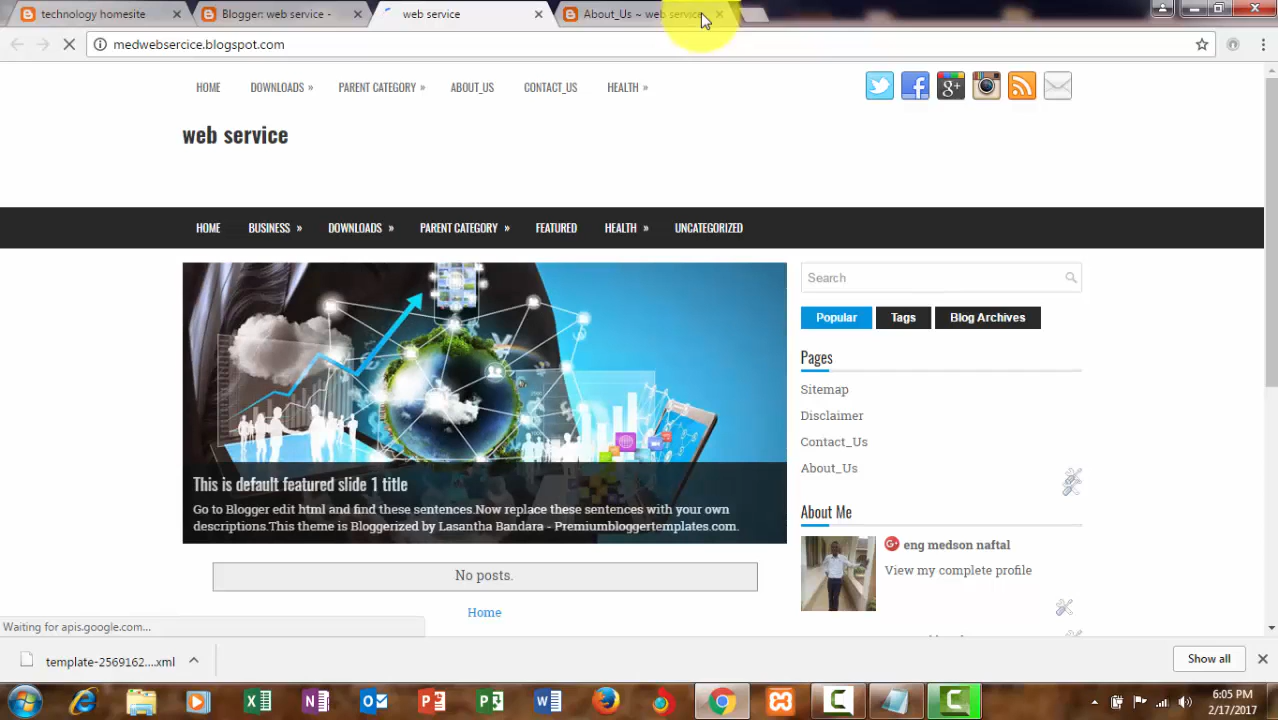 technology homesite
Blogger: web service -
web service
About_Us ~ web service
medwebsercice.blogspot.com
HOME DOWNLOADS » PARENT CATEGORY » ABOUT_US CONTACT_US HEALTH »
web service
HOME BUSINESS » DOWNLOADS » PARENT CATEGORY » FEATURED HEALTH » UNCATEGORIZED
Search
Popular Tags Blog Archives
Pages
Sitemap
Disclaimer
Contact_Us
About_Us
This is default featured slide 1 title
Go to Blogger edit html and find these sentences.Now replace these sentences with your own
descriptions.This theme is Bloggerized by Lasantha Bandara - Premiumbloggertemplates.com.
About Me
eng medson naftal
View my complete profile
No posts.
Home
Waiting for apis.google.com...
template-2569162....xml
Show all
6:05 PM
2/17/2017